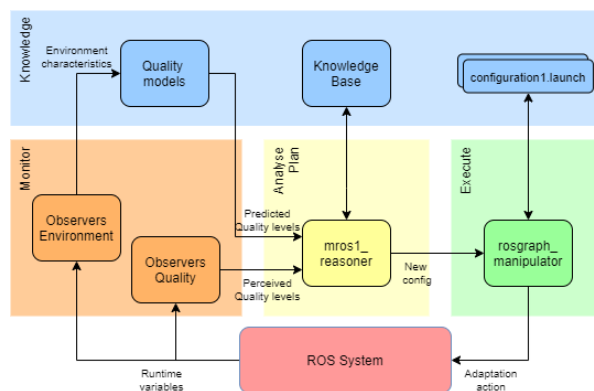 Knowledge
Environment
characteristics
Quality
models
Knowledge
Base
configuration1.launch
Monitor
Analyse
Plan
Execute
Observers
Environment
Observers
Quality
Predicted
Quality levels
Perceived
Quality levels
mros1_
reasoner
New
config
rosgraph_
manipulator
ROS System
Runtime
variables
Adaptation
action